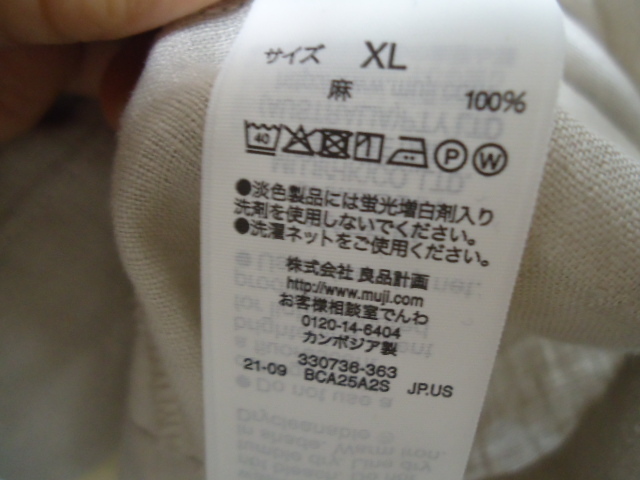 サイズ XL
麻 100%
40 P W
●淡色製品には蛍光増白剤入り
洗剤を使用しないでください。
●洗濯ネットをご使用ください。
株式会社 良品計画
http://www.muji.com
お客様相談室でんわ
0120-14-6404
カンボジア製
330736-363
21-09 BCA25A2S JP.US